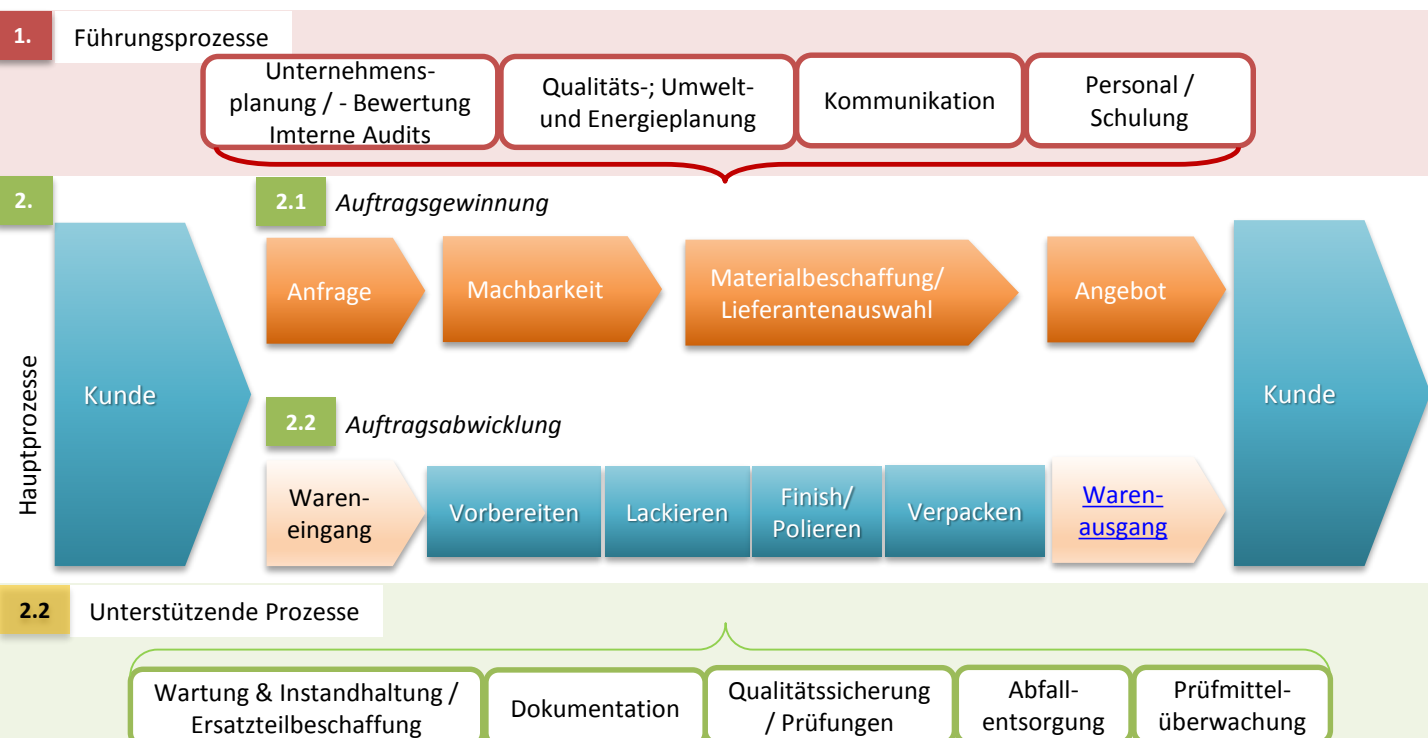 1. Führungsprozesse
Unternehmens-
planung / - Bewertung
Imterne Audits
Qualitäts-; Umwelt-
und Energieplanung
Kommunikation
Personal /
Schulung
2.
Hauptprozesse
Kunde
2.1 Auftragsgewinnung
Anfrage
Machbarkeit
Materialbeschaffung/
Lieferantenauswahl
Angebot
2.2 Auftragsabwicklung
Waren-
eingang
Vorbereiten
Lackieren
Finish/
Polieren
Verpacken
Waren-
ausgang
Kunde
2.2 Unterstützende Prozesse
Wartung & Instandhaltung /
Ersatzteilbeschaffung
Dokumentation
Qualitätssicherung
/ Prüfungen
Abfall-
entsorgung
Prüfmittel-
überwachung